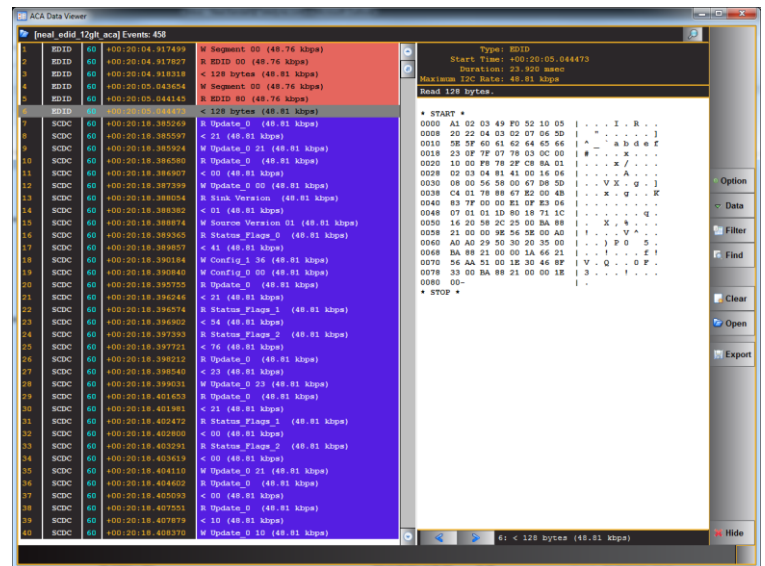 ACA Data Viewer
[neal_edid_12glt_aca] Events: 458
1 EDID 60 +00:20:04.917499 W Segment 00 (48.76 kbps)
2 EDID 60 +00:20:04.917827 R EDID 00 (48.76 kbps)
3 EDID 60 +00:20:04.918318 < 128 bytes (48.76 kbps)
4 EDID 60 +00:20:05.043654 W Segment 00 (48.81 kbps)
5 EDID 60 +00:20:05.044145 R EDID 80 (48.76 kbps)
6 EDID 60 +00:20:05.044473 < 128 bytes (48.81 kbps)
7 SCDC 60 +00:20:18.385269 R Update_0 (48.81 kbps)
8 SCDC 60 +00:20:18.385597 < 21 (48.81 kbps)
9 SCDC 60 +00:20:18.385924 W Update_0 21 (48.81 kbps)
10 SCDC 60 +00:20:18.386580 R Update_0 (48.81 kbps)
11 SCDC 60 +00:20:18.386907 < 00 (48.81 kbps)
12 SCDC 60 +00:20:18.387399 W Update_0 00 (48.81 kbps)
13 SCDC 60 +00:20:18.388054 R Sink Version (48.81 kbps)
14 SCDC 60 +00:20:18.388382 < 01 (48.81 kbps)
15 SCDC 60 +00:20:18.388874 W Source Version 01 (48.81 kbps)
16 SCDC 60 +00:20:18.389365 R Status_Flags_0 (48.81 kbps)
17 SCDC 60 +00:20:18.389857 < 41 (48.81 kbps)
18 SCDC 60 +00:20:18.390184 W Config_1 36 (48.81 kbps)
19 SCDC 60 +00:20:18.390840 W Config_0 00 (48.81 kbps)
20 SCDC 60 +00:20:18.395755 R Update_0 (48.81 kbps)
21 SCDC 60 +00:20:18.396246 < 21 (48.81 kbps)
22 SCDC 60 +00:20:18.396574 R Status_Flags_1 (48.81 kbps)
23 SCDC 60 +00:20:18.396902 < 54 (48.81 kbps)
24 SCDC 60 +00:20:18.397393 R Status_Flags_2 (48.81 kbps)
25 SCDC 60 +00:20:18.397721 < 76 (48.81 kbps)
26 SCDC 60 +00:20:18.398212 R Update_0 (48.81 kbps)
27 SCDC 60 +00:20:18.398540 < 23 (48.81 kbps)
28 SCDC 60 +00:20:18.399031 W Update_0 23 (48.81 kbps)
29 SCDC 60 +00:20:18.401653 R Update_0 (48.81 kbps)
30 SCDC 60 +00:20:18.401981 < 21 (48.81 kbps)
31 SCDC 60 +00:20:18.402472 R Status_Flags_1 (48.81 kbps)
32 SCDC 60 +00:20:18.402800 < 00 (48.81 kbps)
33 SCDC 60 +00:20:18.403291 R Status_Flags_2 (48.81 kbps)
34 SCDC 60 +00:20:18.403619 < 00 (48.81 kbps)
35 SCDC 60 +00:20:18.404110 W Update_0 21 (48.81 kbps)
36 SCDC 60 +00:20:18.404602 R Update_0 (48.81 kbps)
37 SCDC 60 +00:20:18.405093 < 00 (48.81 kbps)
38 SCDC 60 +00:20:18.407551 R Update_0 (48.81 kbps)
39 SCDC 60 +00:20:18.407879 < 10 (48.81 kbps)
40 SCDC 60 +00:20:18.408370 W Update_0 10 (48.81 kbps)
Type: EDID
Start Time: +00:20:05.044473
Duration: 23.920 msec
Maximum I2C Rate: 48.81 kbps
Read 128 bytes.
* START *
0000 A1 02 03 49 F0 52 10 05 | . . . I . R . .
0008 20 22 04 03 02 07 06 5D | " . . . . . ]
0010 5E 5F 60 61 62 64 65 66 | ^ _ ` a b d e f
0018 23 0F 7F 07 78 03 0C 00 | # . . . x . . .
0020 10 00 F8 78 2F C8 8A 01 | . . . x / . . .
0028 02 03 04 81 41 00 16 06 | . . . . A . . .
0030 08 00 56 58 00 67 D8 5D | . . V X . g . ]
0038 C4 01 78 88 67 E2 00 4B | . . x . g . . K
0040 83 7F 00 00 E1 0F E3 06 | . . . . . . . .
0048 07 01 01 1D 80 18 71 1C | . . . . . . q .
0050 16 20 58 2C 25 00 BA 88 | . X , % . . .
0058 21 00 00 9E 56 5E 00 A0 | ! . . . V ^ . .
0060 A0 A0 29 50 30 20 35 00 | . . ) P 0 5 .
0068 BA 88 21 00 00 1A 66 21 | . . ! . . . f !
0070 56 AA 51 00 1E 30 46 8F | V . Q . . 0 F .
0078 33 00 BA 88 21 00 00 1E | 3 . . . ! . . .
0080 00- | .
* STOP *
6: < 128 bytes (48.81 kbps)
Option
Data
Filter
Find
Clear
Open
Export
Hide